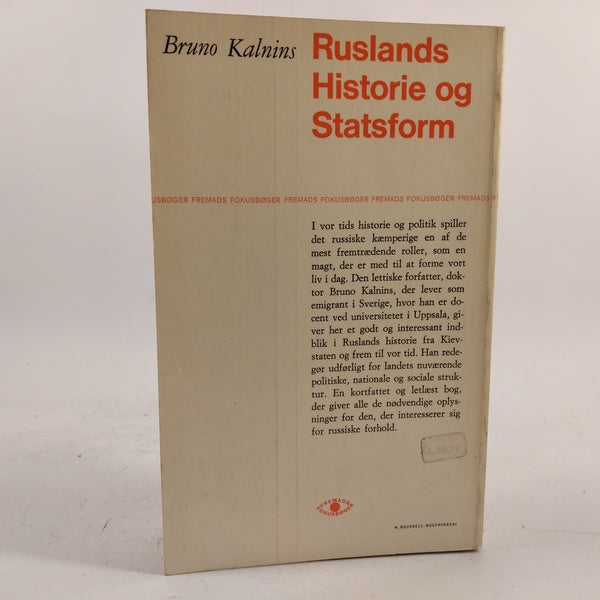 Bruno Kalnins
Ruslands
Historie og
Statsform
USBØGER FREMADS FOKUSBØGER FREMADS FOKUSBØGER FREMADS FOKUSBØGER FREMADS F
I vor tids historie og politik spiller
det russiske kæmperige en af de
mest fremtrædende roller, som en
magt, der er med til at forme vort
liv i dag. Den lettiske forfatter, dok-
tor Bruno Kalnins, der lever som
emigrant i Sverige, hvor han er do-
cent ved universitetet i Uppsala, gi-
ver her et godt og interessant ind-
blik i Ruslands historie fra Kiev-
staten og frem til vor tid. Han rede-
gør udførligt for landets nuværende
politiske, nationale og sociale struk-
tur. En kortfattet og letlæst bog,
der giver alle de nødvendige oplys-
ninger for den, der interesserer sig
for russiske forhold.
FREMADS
FOKUSBØGER